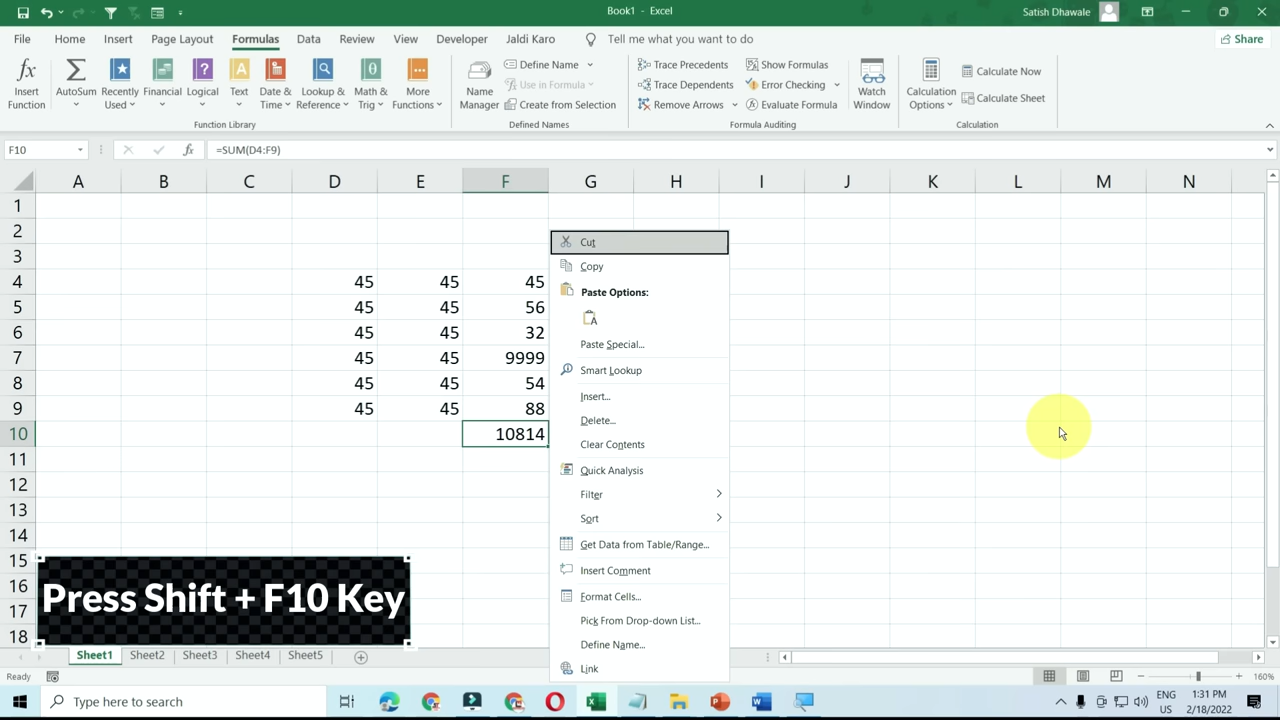 Book1 - Excel
Satish Dhawale
File Home Insert Page Layout Formulas Data Review View Developer Jaldi Karo Tell me what you want to do Share
Insert Function
AutoSum
Recently Used
Financial
Logical
Text
Date & Time
Lookup & Reference
Math & Trig
More Functions
Function Library
Name Manager
Define Name
Use in Formula
Create from Selection
Defined Names
Trace Precedents
Trace Dependents
Remove Arrows
Show Formulas
Error Checking
Evaluate Formula
Formula Auditing
Watch Window
Calculation Options
Calculate Now
Calculate Sheet
Calculation
F10 fx =SUM(D4:F9)
A B C D E F G H I J K L M N
1
2
3
4 45 45 45
5 45 45 56
6 45 45 32
7 45 45 9999
8 45 45 54
9 45 45 88
10 10814
11
12
13
14
15
16
17
18
Cut
Copy
Paste Options:
Paste Special...
Smart Lookup
Insert...
Delete...
Clear Contents
Quick Analysis
Filter
Sort
Get Data from Table/Range...
Insert Comment
Format Cells...
Pick From Drop-down List...
Define Name...
Link
Press Shift + F10 Key
Sheet1 Sheet2 Sheet3 Sheet4 Sheet5
Ready 160%
Type here to search
ENG US
1:31 PM
2/18/2022